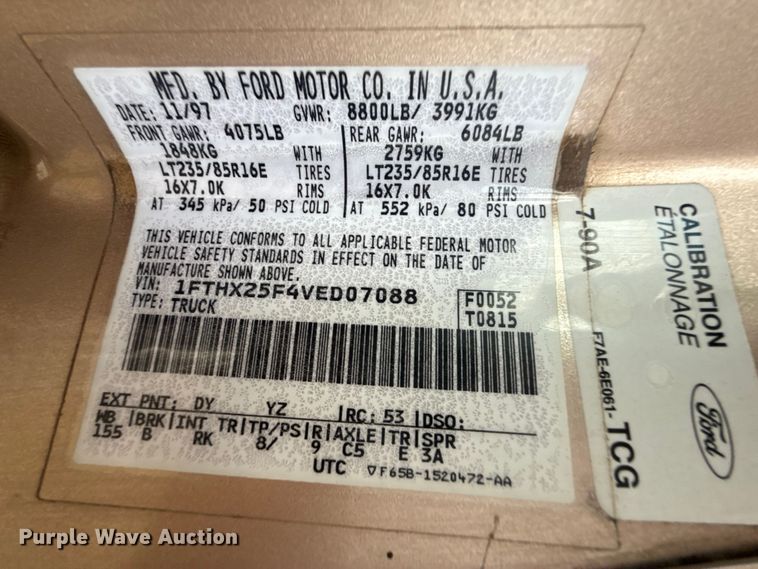 MFD. BY FORD MOTOR CO. IN U.S.A.
DATE: 11/97 GVWR: 8800LB/ 3991KG
FRONT GAWR: 4075LB REAR GAWR: 6084LB
1848KG WITH 2759KG WITH
LT235/85R16E TIRES LT235/85R16E TIRES
16X7.0K RIMS 16X7.0K RIMS
AT 345 kPa/ 50 PSI COLD AT 552 kPa/ 80 PSI COLD
THIS VEHICLE CONFORMS TO ALL APPLICABLE FEDERAL MOTOR
VEHICLE SAFETY STANDARDS IN EFFECT ON THE DATE OF
MANUFACTURE SHOWN ABOVE.
VIN: 1FTHX25F4VED07088 F0052
TYPE: TRUCK T0815
EXT PNT: DY YZ |RC: 53 |DSO:
WB |BRK|INT TR|TP/PS|R|AXLE|TR|SPR
155 B RK 8/ 9 C5 E 3A
UTC ▽F65B-1520472-AA
CALIBRATION
ÉTALONNAGE
7-90A
F7AE-6E061-TCG
Ford
Purple Wave Auction